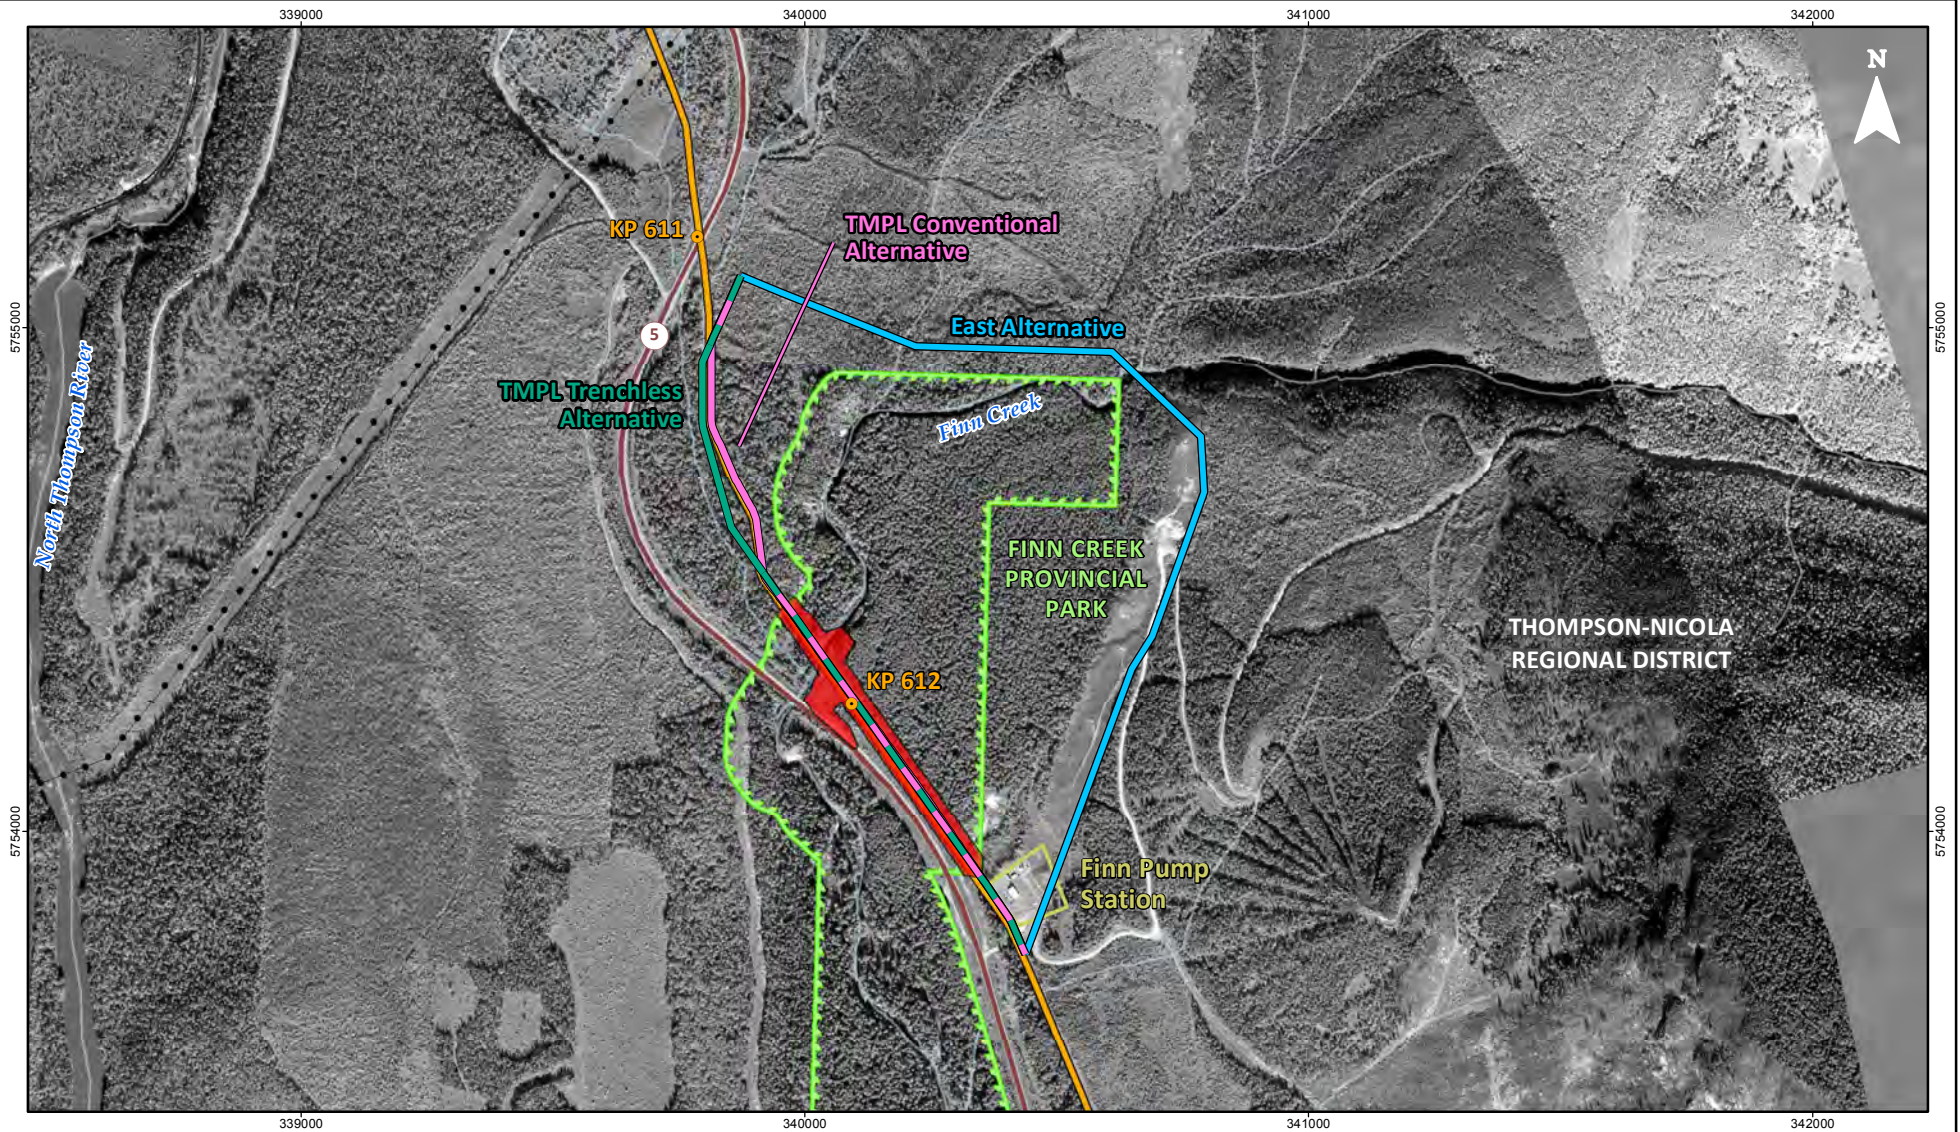 339000
340000
341000
342000
N
KP 611
TMPL Conventional
Alternative
5755000
5755000
5
East Alternative
TMPL Trenchless
Alternative
Finn Creek
North Thompson River
FINN CREEK
PROVINCIAL
PARK
THOMPSON-NICOLA
REGIONAL DISTRICT
KP 612
5754000
5754000
Finn Pump
Station
339000
340000
341000
342000